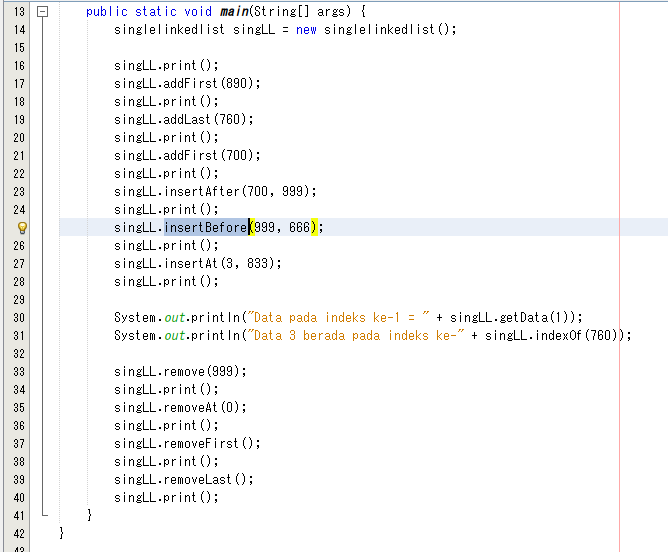 13 public static void main(String[] args) {
14 singlelinkedlist singLL = new singlelinkedlist();
15
16 singLL.print();
17 singLL.addFirst(890);
18 singLL.print();
19 singLL.addLast(760);
20 singLL.print();
21 singLL.addFirst(700);
22 singLL.print();
23 singLL.insertAfter(700, 999);
24 singLL.print();
singLL.insertBefore(999, 666);
26 singLL.print();
27 singLL.insertAt(3, 833);
28 singLL.print();
29
30 System.out.println("Data pada indeks ke-1 = " + singLL.getData(1));
31 System.out.println("Data 3 berada pada indeks ke-" + singLL.indexOf(760));
32
33 singLL.remove(999);
34 singLL.print();
35 singLL.removeAt(0);
36 singLL.print();
37 singLL.removeFirst();
38 singLL.print();
39 singLL.removeLast();
40 singLL.print();
41 }
42 }